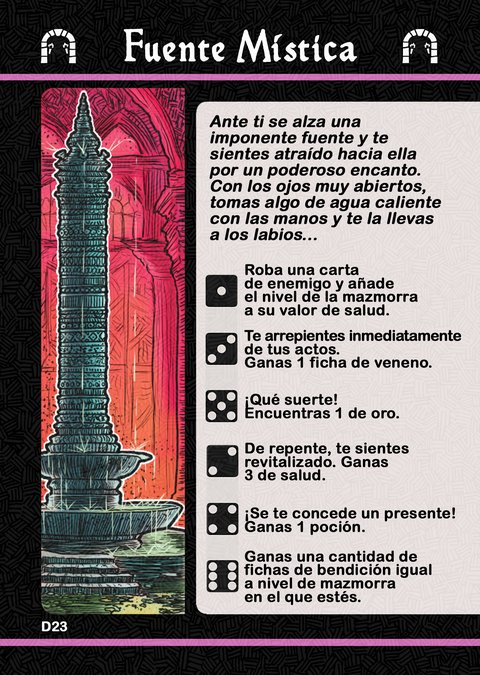 Fuente Mística
Ante ti se alza una
imponente fuente y te
sientes atraído hacia ella
por un poderoso encanto.
Con los ojos muy abiertos,
tomas algo de agua caliente
con las manos y te la llevas
a los labios...
Roba una carta
de enemigo y añade
el nivel de la mazmorra
a su valor de salud.
Te arrepientes inmediatamente
de tus actos.
Ganas 1 ficha de veneno.
¡Qué suerte!
Encuentras 1 de oro.
De repente, te sientes
revitalizado. Ganas
3 de salud.
¡Se te concede un presente!
Ganas 1 poción.
Ganas una cantidad de
fichas de bendición igual
a nivel de mazmorra
en el que estés.
D23